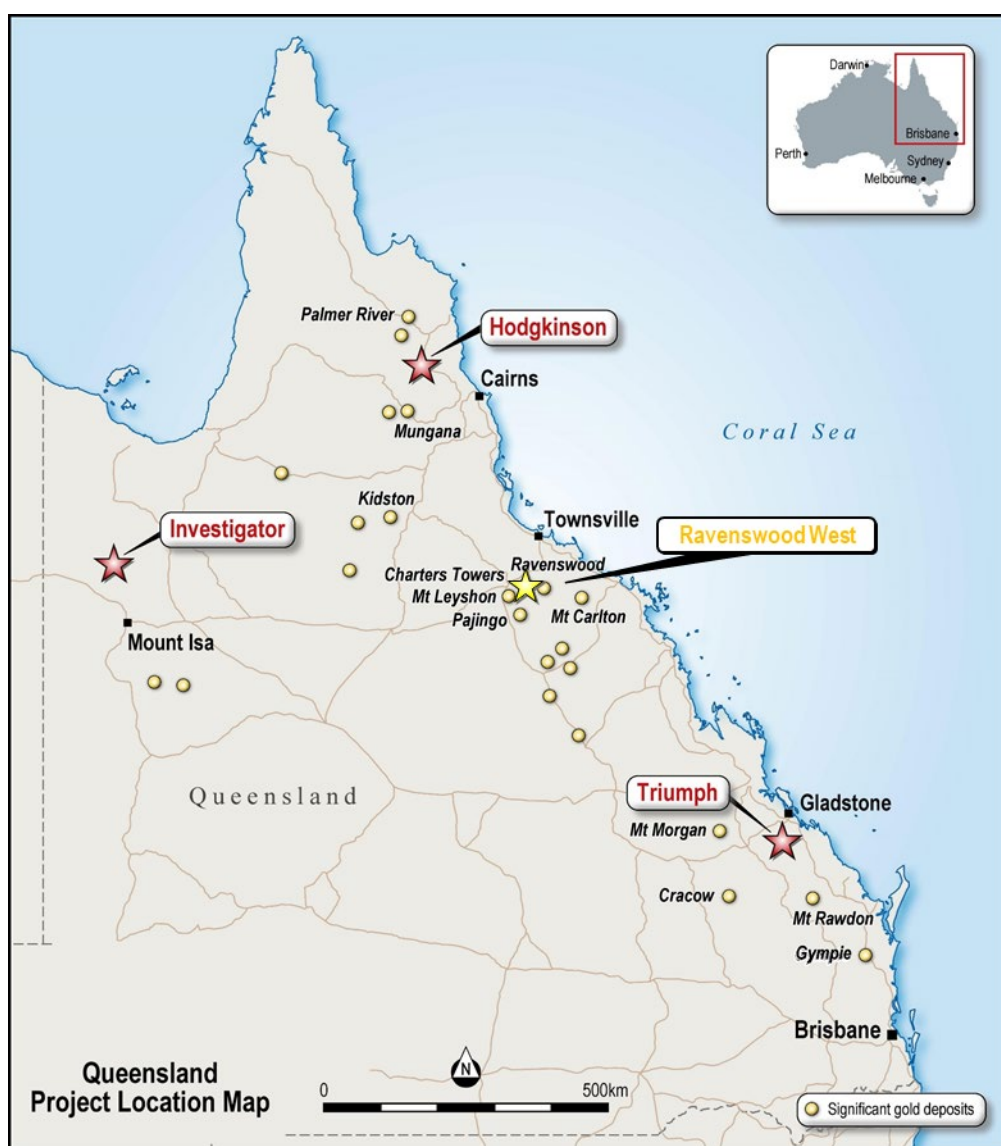 Darwin
Brisbane
Perth
Sydney
Melbourne
Palmer River
Hodgkinson
Cairns
Mungana
Coral Sea
Kidston
Investigator
Townsville
Ravenswood West
Ravenswood
Charters Towers
Mt Leyshon
Mt Carlton
Pajingo
Mount Isa
Queensland
Triumph
Gladstone
Mt Morgan
Cracow
Mt Rawdon
Gympie
Brisbane
Queensland
Project Location Map
N
0
500km
Significant gold deposits